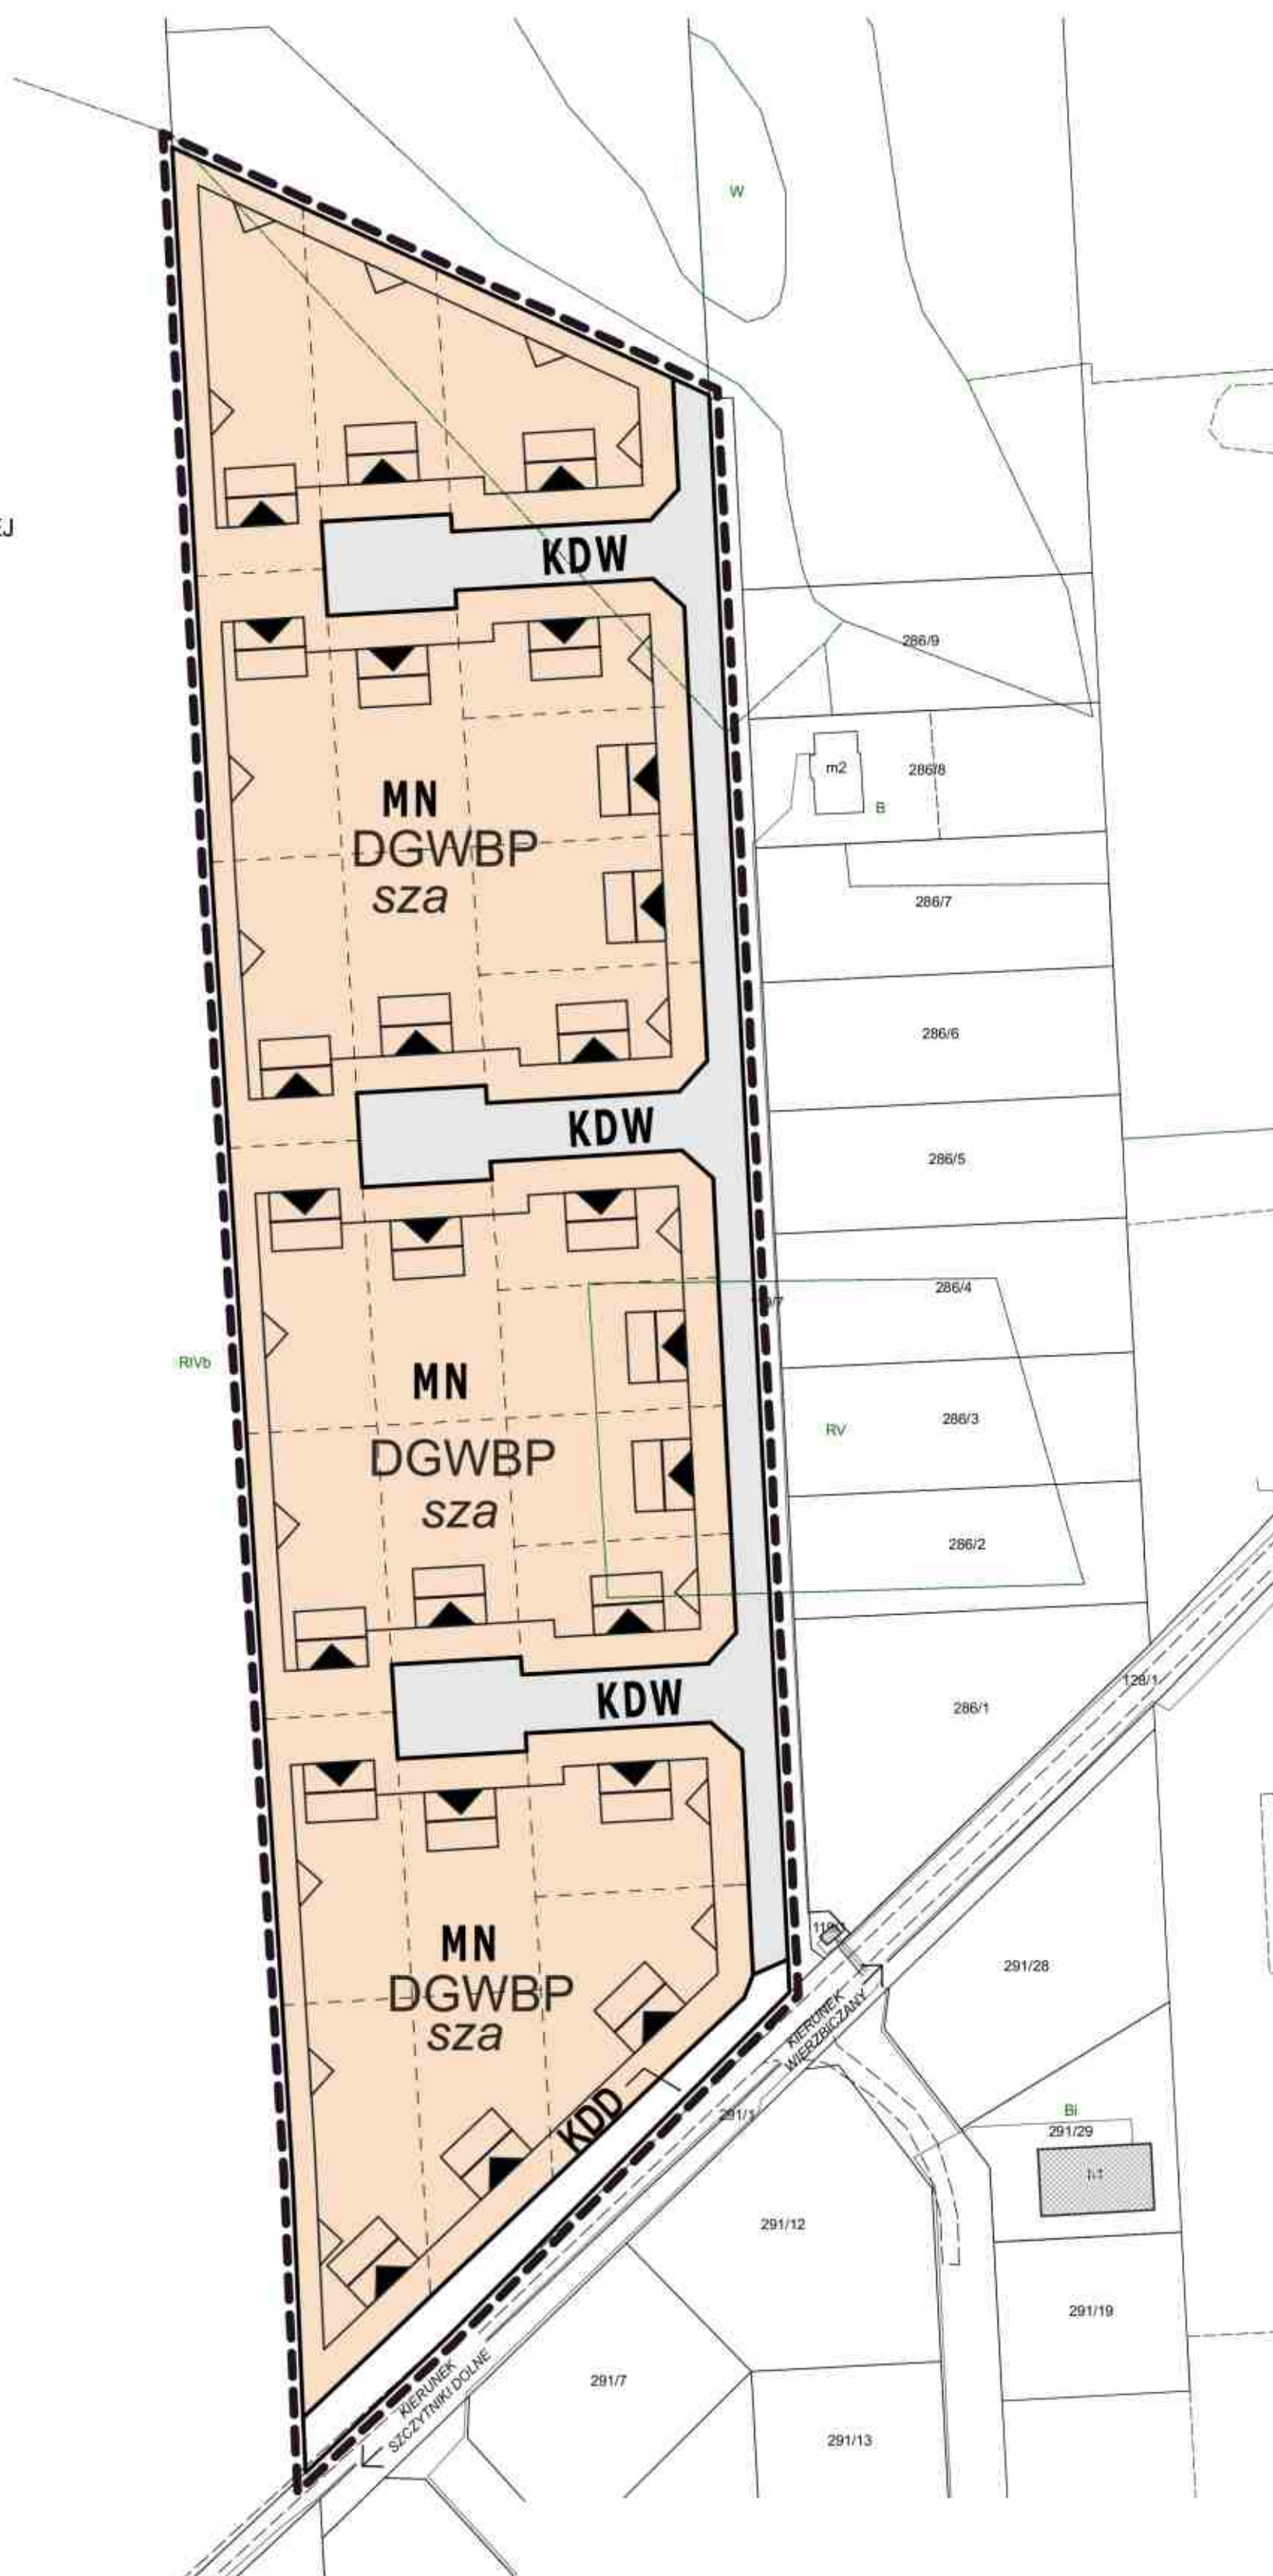 W
EJ
KDW
286/9
m2
286/8
B
MN
DGWBP
sza
286/7
286/6
KDW
286/5
286/4
RIVb
MN
286/3
RV
DGWBP
sza
286/2
128/1
KDW
286/1
MN
DGWBP
sza
291/28
KIERUNEK
WIERZBICZANY
KDD
291/1
Bi
291/29
291/12
291/19
KIERUNEK
SZCZYTNIKI DOLNE
291/7
291/13